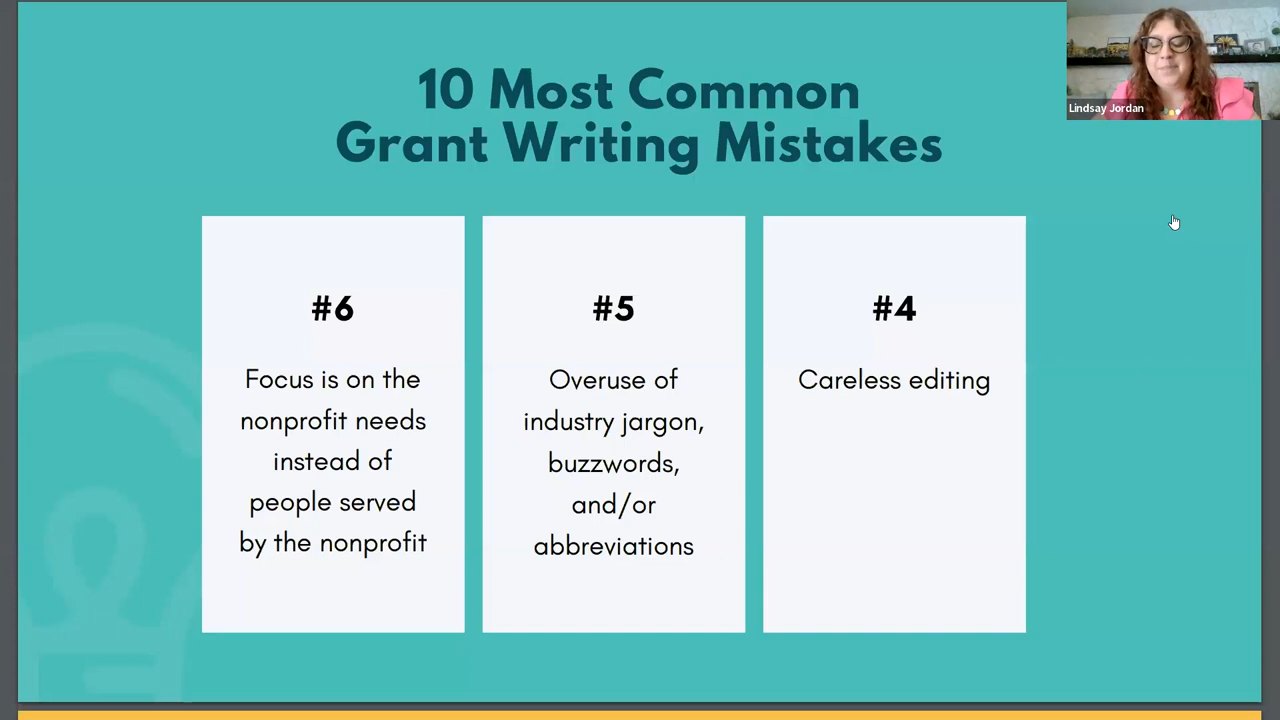 10 Most Common
Grant Writing Mistakes
Lindsay Jordan
#6
Focus is on the
nonprofit needs
instead of
people served
by the nonprofit
#5
Overuse of
industry jargon,
buzzwords,
and/or
abbreviations
#4
Careless editing